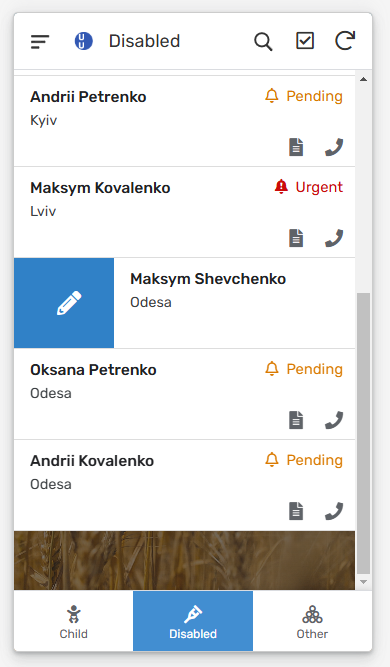 Disabled
Andrii Petrenko
Pending
Kyiv
Maksym Kovalenko
Urgent
Lviv
Maksym Shevchenko
Odesa
Oksana Petrenko
Pending
Odesa
Andrii Kovalenko
Pending
Odesa
Child
Disabled
Other